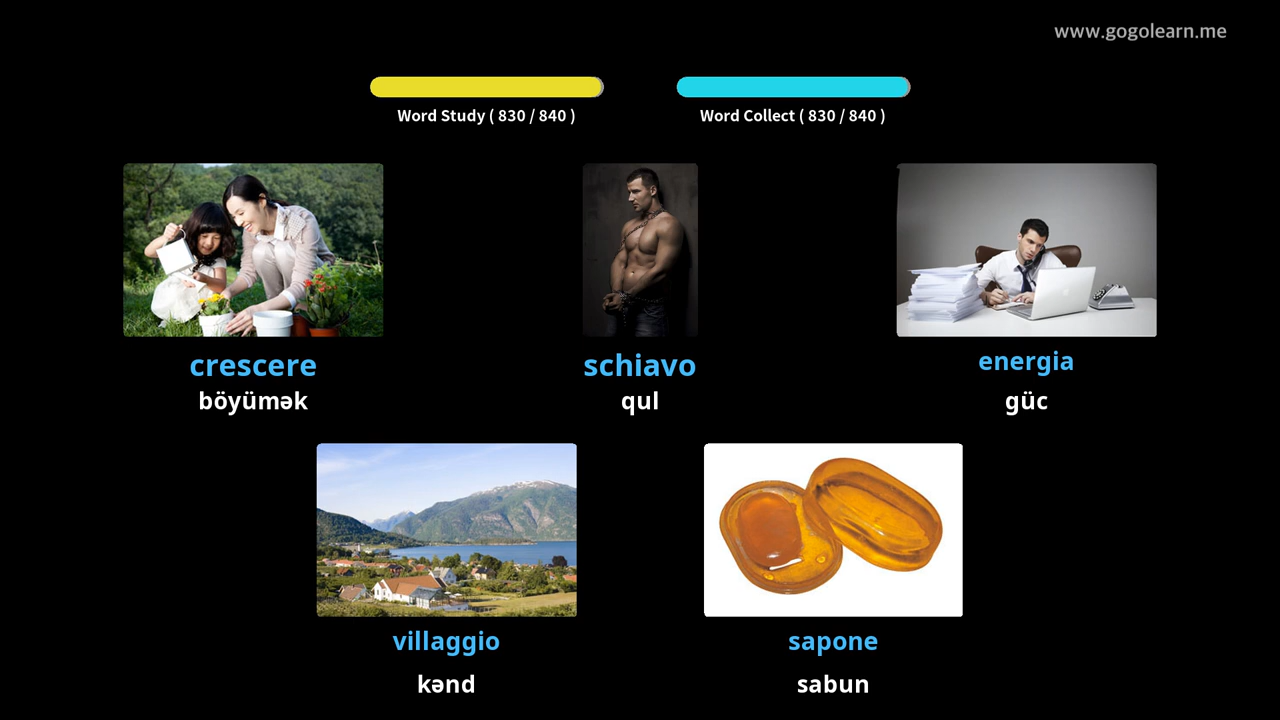 www.gogolearn.me
Word Study ( 830 / 840 )
Word Collect ( 830 / 840 )
crescere
böyümək
schiavo
qul
energia
güc
villaggio
kənd
sapone
sabun